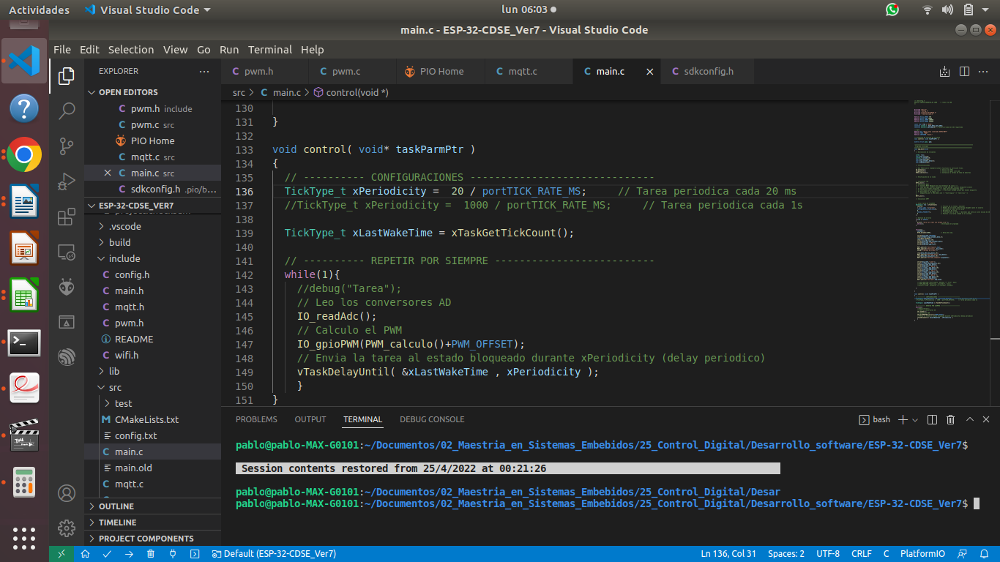 Actividades
Visual Studio Code
lun 06:03
main.c - ESP-32-CDSE_Ver7 - Visual Studio Code
File Edit Selection View Go Run Terminal Help
EXPLORER
OPEN EDITORS
C pwm.h include
C pwm.c src
PIO Home
C mqtt.c src
C main.c src
C sdkconfig.h .pio/b...
ESP-32-CDSE_VER7
.vscode
build
include
C config.h
C main.h
C mqtt.h
C pwm.h
README
C wifi.h
lib
src
test
M CMakeLists.txt
config.txt
C main.c
main.old
C mqtt.c
OUTLINE
TIMELINE
PROJECT COMPONENTS
C pwm.h
C pwm.c
PIO Home
C mqtt.c
C main.c
C sdkconfig.h
src > C main.c > control(void *)
130
131 }
132
133 void control( void* taskParmPtr )
134 {
135 // ---------- CONFIGURACIONES ------------------------------
136 TickType_t xPeriodicity =  20 / portTICK_RATE_MS;     // Tarea periodica cada 20 ms
137 //TickType_t xPeriodicity =  1000 / portTICK_RATE_MS;     // Tarea periodica cada 1s
138
139 TickType_t xLastWakeTime = xTaskGetTickCount();
140
141 // ---------- REPETIR POR SIEMPRE --------------------------
142 while(1){
143 //debug("Tarea");
144 // Leo los conversores AD
145 IO_readAdc();
146 // Calculo el PWM
147 IO_gpioPWM(PWM_calculo()+PWM_OFFSET);
148 // Envia la tarea al estado bloqueado durante xPeriodicity (delay periodico)
149 vTaskDelayUntil( &xLastWakeTime , xPeriodicity );
150 }
151 }
PROBLEMS OUTPUT TERMINAL DEBUG CONSOLE
bash
pablo@pablo-MAX-G0101:~/Documentos/02_Maestria_en_Sistemas_Embebidos/25_Control_Digital/Desarrollo_software/ESP-32-CDSE_Ver7$
Session contents restored from 25/4/2022 at 00:21:26
pablo@pablo-MAX-G0101:~/Documentos/02_Maestria_en_Sistemas_Embebidos/25_Control_Digital/Desar
pablo@pablo-MAX-G0101:~/Documentos/02_Maestria_en_Sistemas_Embebidos/25_Control_Digital/Desarrollo_software/ESP-32-CDSE_Ver7$
Default (ESP-32-CDSE_Ver7)
Ln 136, Col 31 Spaces: 2 UTF-8 CRLF C PlatformIO